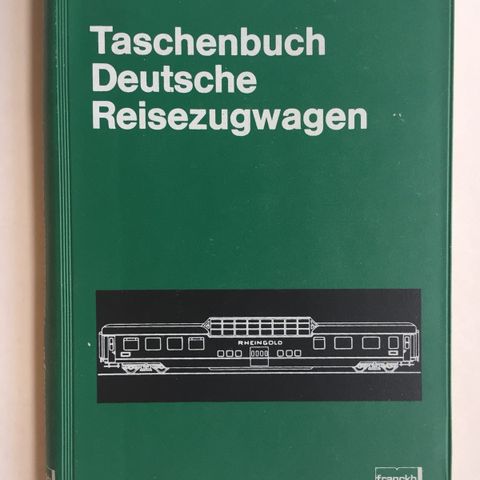 Taschenbuch
Deutsche
Reisezugwagen
RHEINGOLD
franckh